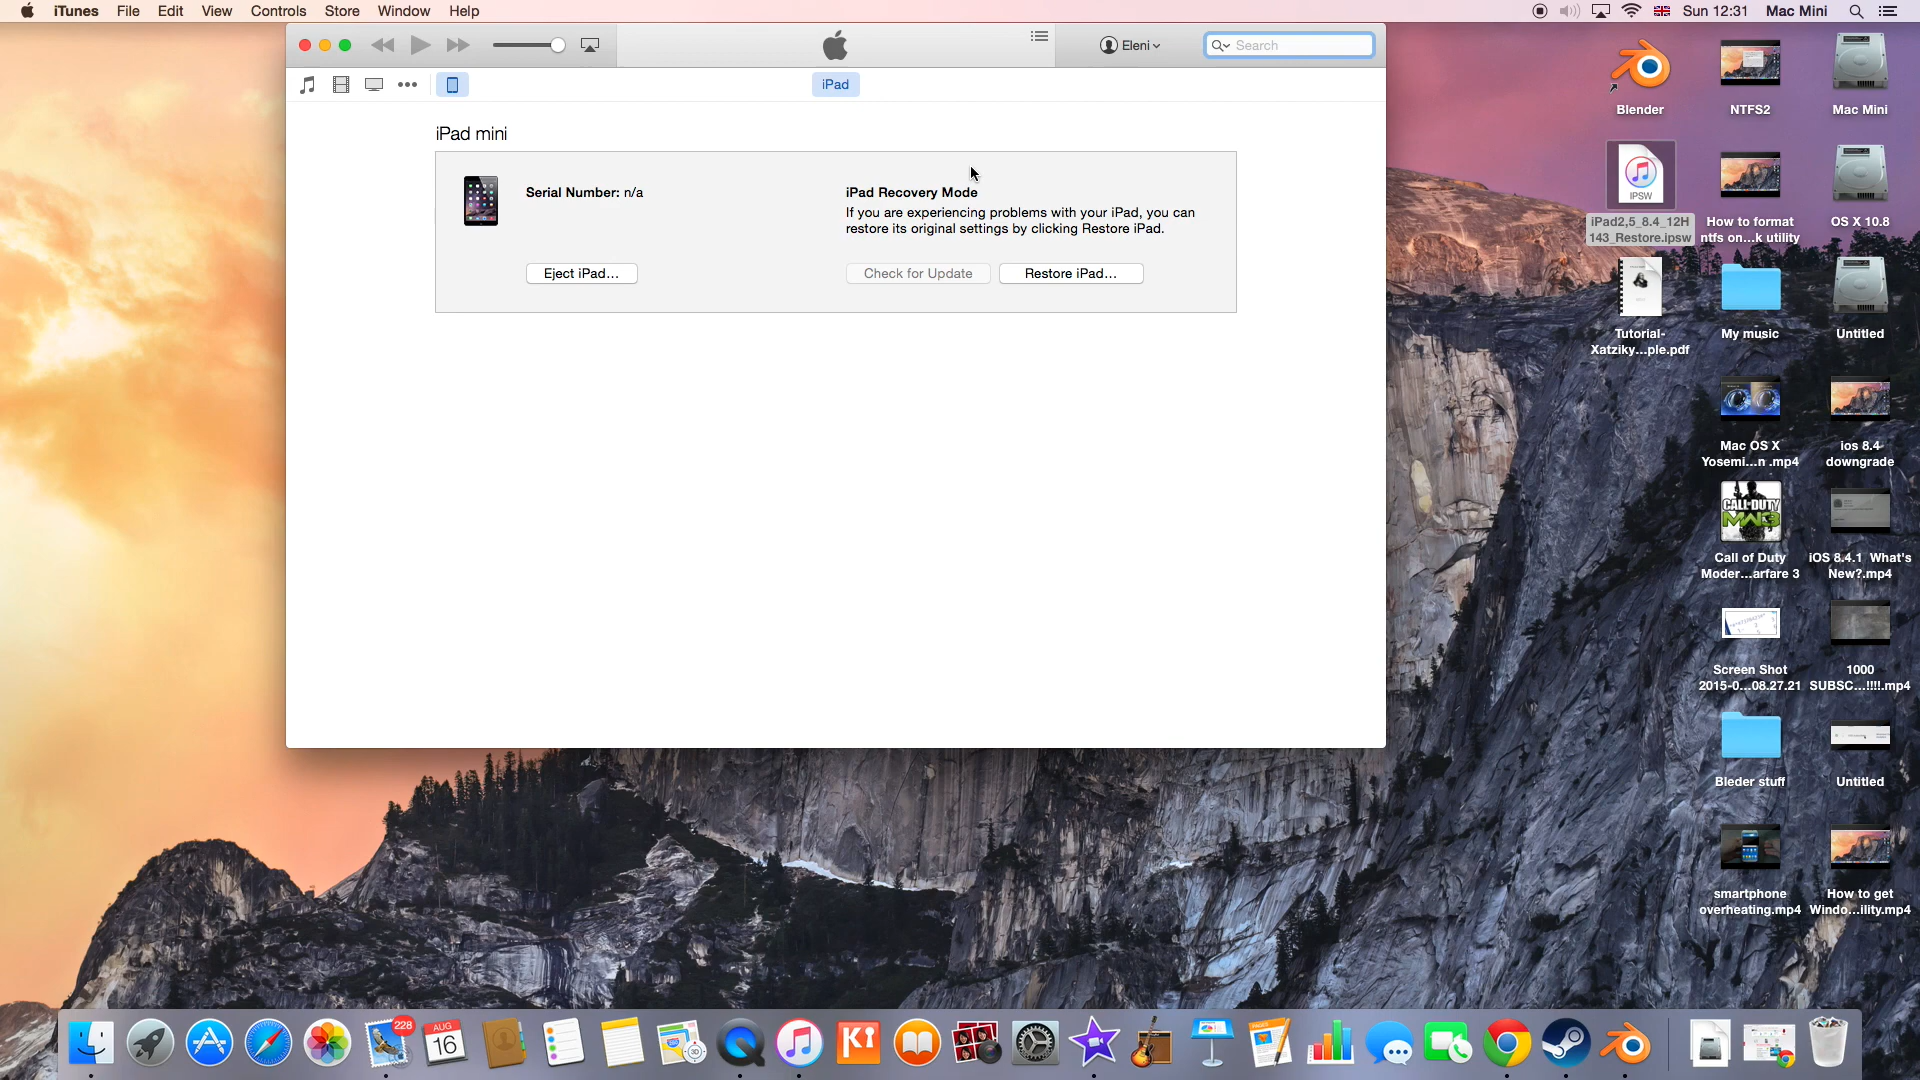 iTunes File Edit View Controls Store Window Help
Sun 12:31 Mac Mini
Eleni
Search
iPad
iPad mini
Serial Number: n/a
iPad Recovery Mode
If you are experiencing problems with your iPad, you can
restore its original settings by clicking Restore iPad.
Eject iPad...
Check for Update
Restore iPad...
Blender
NTFS2
Mac Mini
IPSW
iPad2,5_8.4_12H
143_Restore.ipsw
How to format
ntfs on...k utility
OS X 10.8
Tutorial-
Xatziky...ple.pdf
My music
Untitled
Mac OS X
Yosemi...n .mp4
ios 8.4
downgrade
CALL OF DUTY
MW3
Call of Duty
Moder...arfare 3
iOS 8.4.1 What's
New?.mp4
Screen Shot
2015-0...08.27.21
1000
SUBSC...!!!!.mp4
Bleder stuff
Untitled
smartphone
overheating.mp4
How to get
Windo...ility.mp4
228
AUG
16
3D
K!
PAGES